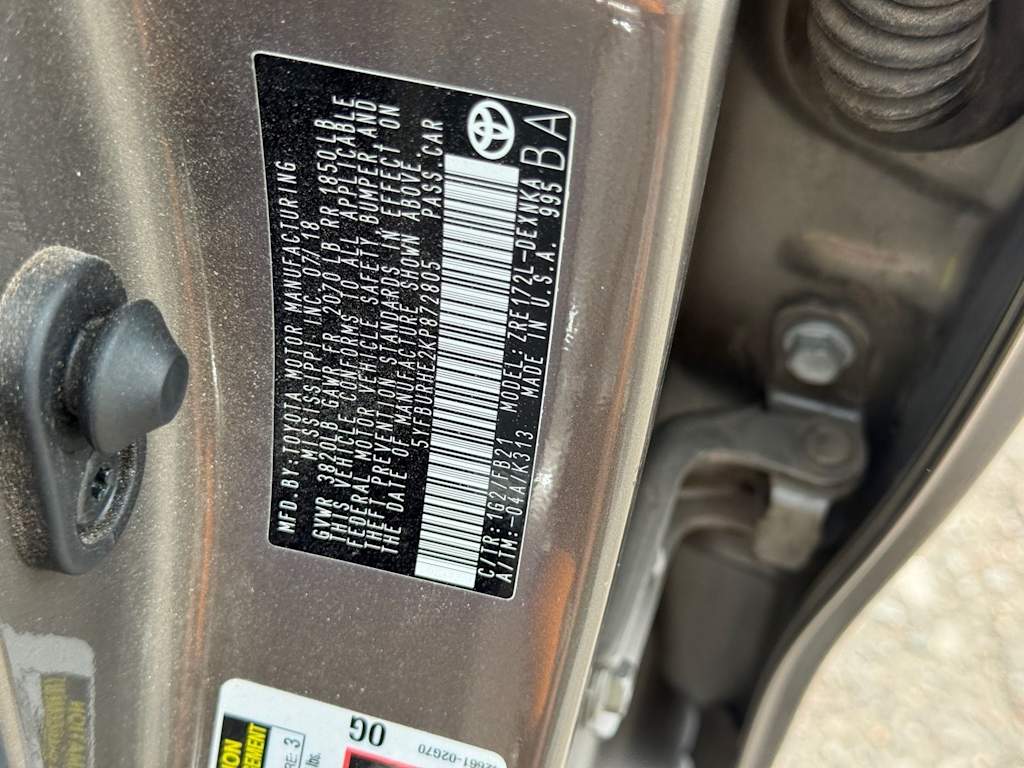 MFD.BY:TOYOTA MOTOR MANUFACTURING
MISSISSIPPI INC.07/18
GVWR 3820LB GAWR FR 2070 LB RR 1850LB
THIS VEHICLE CONFORMS TO ALL APPLICABLE
FEDERAL MOTOR VEHICLE SAFETY BUMPER AND
THEFT PREVENTION STANDARDS IN EFFECT ON
THE DATE OF MANUFACTURE SHOWN ABOVE.
5YFBURHE2KP872805 PASS.CAR
C/TR: 1G2/FB21 MODEL:ZRE172L-DEXNKA
A/TM:-04A/K313 MADE IN U.S.A. 995
BA
0G